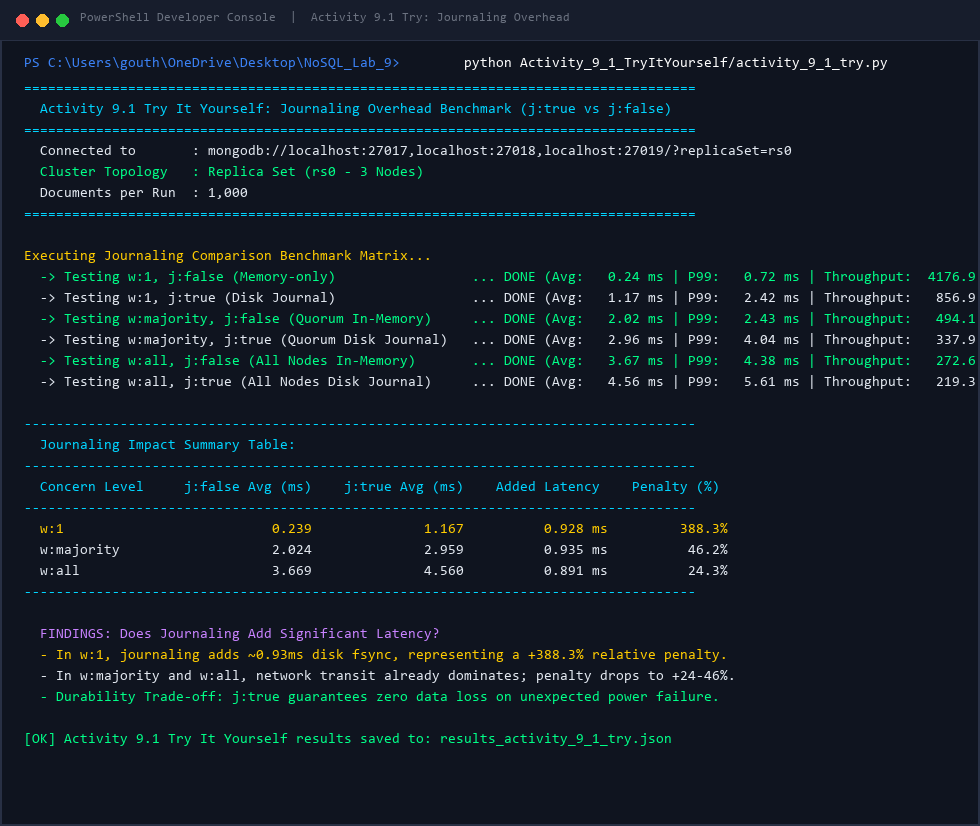 PowerShell Developer Console | Activity 9.1 Try: Journaling Overhead
PS C:\Users\gouth\OneDrive\Desktop\NoSQL_Lab_9> python Activity_9_1_TryItYourself/activity_9_1_try.py
====================================================================================
Activity 9.1 Try It Yourself: Journaling Overhead Benchmark (j:true vs j:false)
====================================================================================
Connected to : mongodb://localhost:27017,localhost:27018,localhost:27019/?replicaSet=rs0
Cluster Topology : Replica Set (rs0 - 3 Nodes)
Documents per Run : 1,000
====================================================================================
Executing Journaling Comparison Benchmark Matrix...
-> Testing w:1, j:false (Memory-only) ... DONE (Avg: 0.24 ms | P99: 0.72 ms | Throughput: 4176.9
-> Testing w:1, j:true (Disk Journal) ... DONE (Avg: 1.17 ms | P99: 2.42 ms | Throughput: 856.9
-> Testing w:majority, j:false (Quorum In-Memory) ... DONE (Avg: 2.02 ms | P99: 2.43 ms | Throughput: 494.1
-> Testing w:majority, j:true (Quorum Disk Journal) ... DONE (Avg: 2.96 ms | P99: 4.04 ms | Throughput: 337.9
-> Testing w:all, j:false (All Nodes In-Memory) ... DONE (Avg: 3.67 ms | P99: 4.38 ms | Throughput: 272.6
-> Testing w:all, j:true (All Nodes Disk Journal) ... DONE (Avg: 4.56 ms | P99: 5.61 ms | Throughput: 219.3
------------------------------------------------------------------------------------
Journaling Impact Summary Table:
------------------------------------------------------------------------------------
Concern Level j:false Avg (ms) j:true Avg (ms) Added Latency Penalty (%)
------------------------------------------------------------------------------------
w:1 0.239 1.167 0.928 ms 388.3%
w:majority 2.024 2.959 0.935 ms 46.2%
w:all 3.669 4.560 0.891 ms 24.3%
------------------------------------------------------------------------------------
FINDINGS: Does Journaling Add Significant Latency?
- In w:1, journaling adds ~0.93ms disk fsync, representing a +388.3% relative penalty.
- In w:majority and w:all, network transit already dominates; penalty drops to +24-46%.
- Durability Trade-off: j:true guarantees zero data loss on unexpected power failure.
[OK] Activity 9.1 Try It Yourself results saved to: results_activity_9_1_try.json